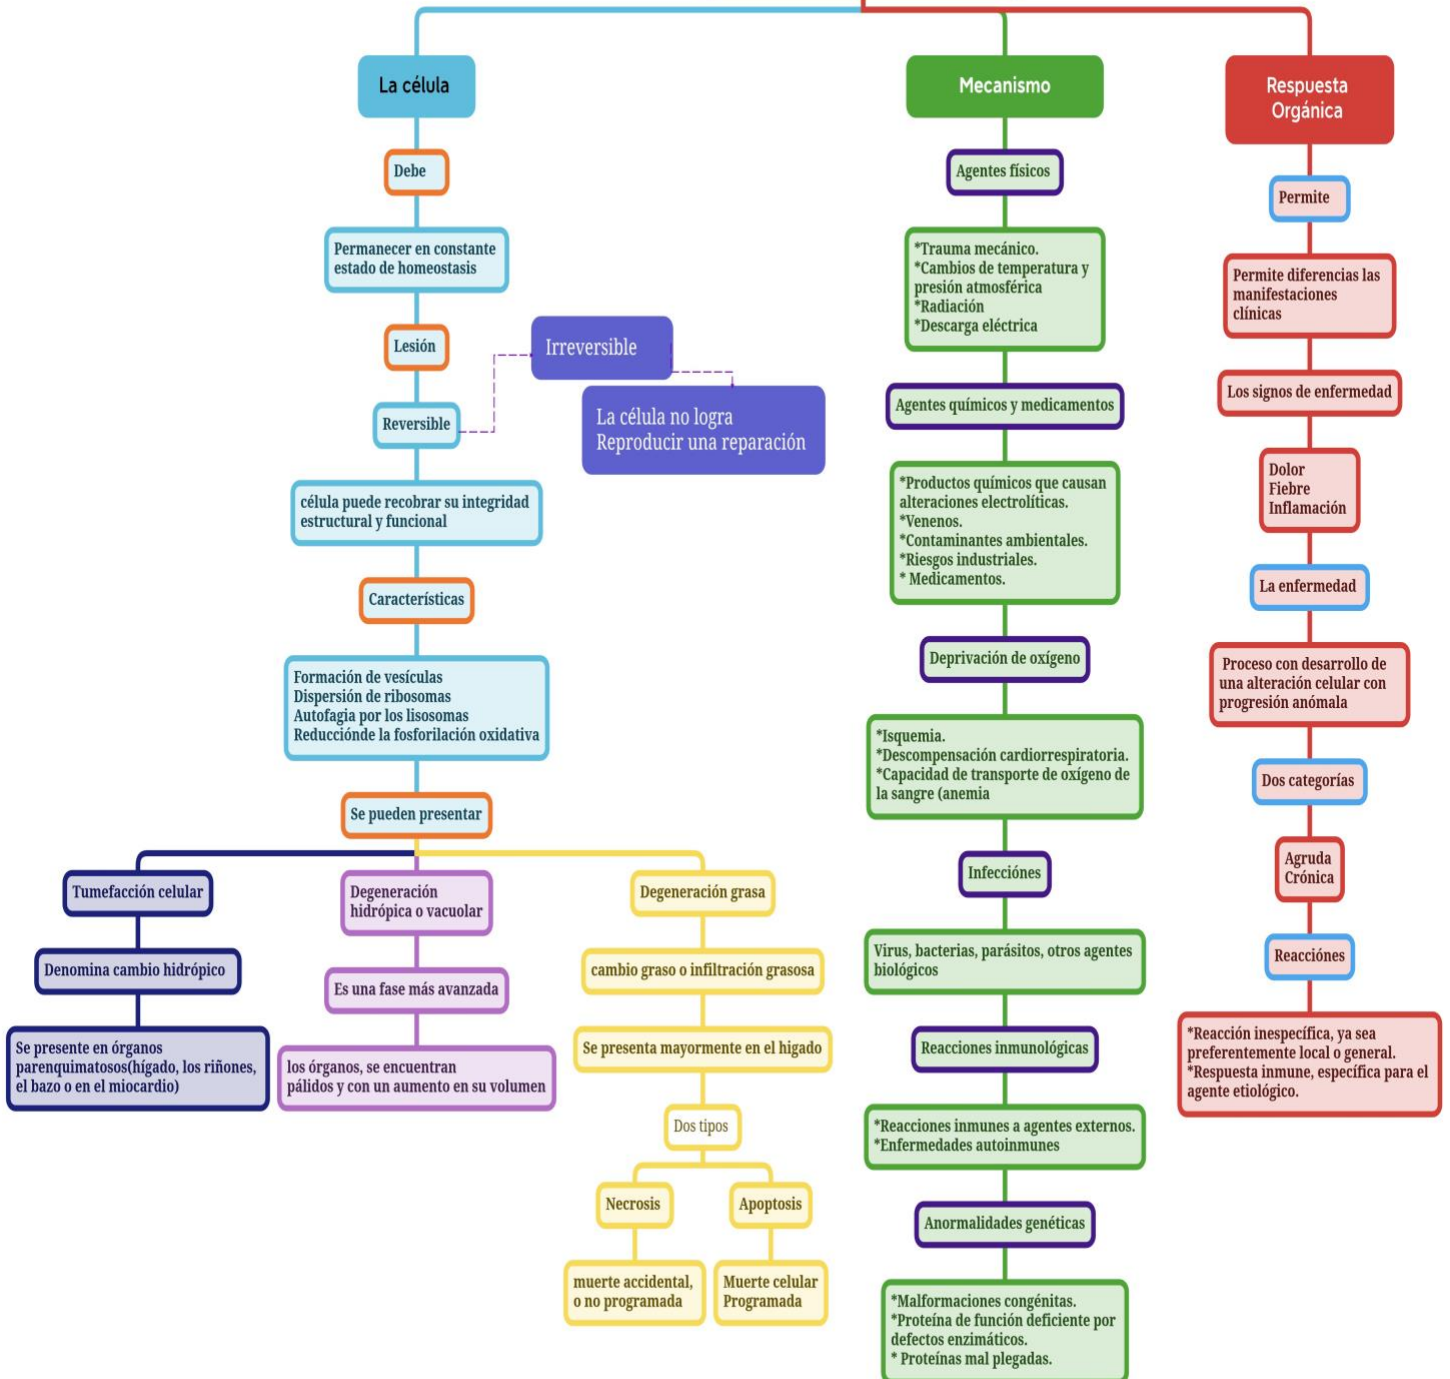 La célula
Debe
Permanecer en constante
estado de homeostasis
Lesión
Reversible
Irreversible
La célula no logra
Reproducir una reparación
célula puede recobrar su integridad
estructural y funcional
Características
Formación de vesículas
Dispersión de ribosomas
Autofagia por los lisosomas
Reducciónde la fosforilación oxidativa
Se pueden presentar
Tumefacción celular
Denomina cambio hidrópico
Se presente en órganos
parenquimatosos(hígado, los riñones,
el bazo o en el miocardio)
Degeneración
hidrópica o vacuolar
Es una fase más avanzada
los órganos, se encuentran
pálidos y con un aumento en su volumen
Degeneración grasa
cambio graso o infiltración grasosa
Se presenta mayormente en el higado
Dos tipos
Necrosis
muerte accidental,
o no programada
Apoptosis
Muerte celular
Programada
Mecanismo
Agentes físicos
*Trauma mecánico.
*Cambios de temperatura y
presión atmosférica
*Radiación
*Descarga eléctrica
Agentes químicos y medicamentos
*Productos químicos que causan
alteraciones electrolíticas.
*Venenos.
*Contaminantes ambientales.
*Riesgos industriales.
* Medicamentos.
Deprivación de oxígeno
*Isquemia.
*Descompensación cardiorrespiratoria.
*Capacidad de transporte de oxígeno de
la sangre (anemia
Infecciónes
Virus, bacterias, parásitos, otros agentes
biológicos
Reacciones inmunológicas
*Reacciones inmunes a agentes externos.
*Enfermedades autoinmunes
Anormalidades genéticas
*Malformaciones congénitas.
*Proteína de función deficiente por
defectos enzimáticos.
* Proteínas mal plegadas.
Respuesta
Orgánica
Permite
Permite diferencias las
manifestaciones
clínicas
Los signos de enfermedad
Dolor
Fiebre
Inflamación
La enfermedad
Proceso con desarrollo de
una alteración celular con
progresión anómala
Dos categorías
Agruda
Crónica
Reacciónes
*Reacción inespecífica, ya sea
preferentemente local o general.
*Respuesta inmune, específica para el
agente etiológico.